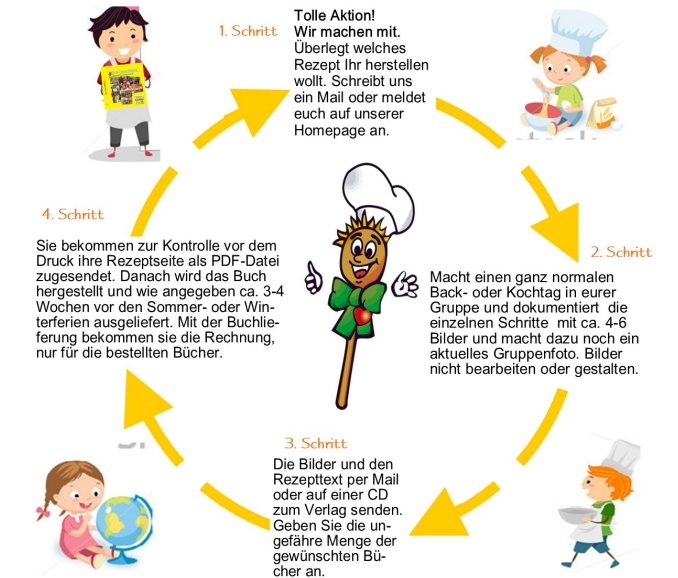 1. Schritt
Tolle Aktion!
Wir machen mit.
Überlegt welches
Rezept Ihr herstellen
wollt. Schreibt uns
ein Mail oder meldet
euch auf unserer
Homepage an.
2. Schritt
Macht einen ganz normalen
Back- oder Kochtag in eurer
Gruppe und dokumentiert die
einzelnen Schritte mit ca. 4-6
Bilder und macht dazu noch ein
aktuelles Gruppenfoto. Bilder
nicht bearbeiten oder gestalten.
3. Schritt
Die Bilder und den
Rezepttext per Mail
oder auf einer CD
zum Verlag senden.
Geben Sie die un-
gefähre Menge der
gewünschten Bü-
cher an.
4. Schritt
Sie bekommen zur Kontrolle vor dem
Druck ihre Rezeptseite als PDF-Datei
zugesendet. Danach wird das Buch
hergestellt und wie angegeben ca. 3-4
Wochen vor den Sommer- oder Win-
terferien ausgeliefert. Mit der Buchlie-
ferung bekommen sie die Rechnung,
nur für die bestellten Bücher.